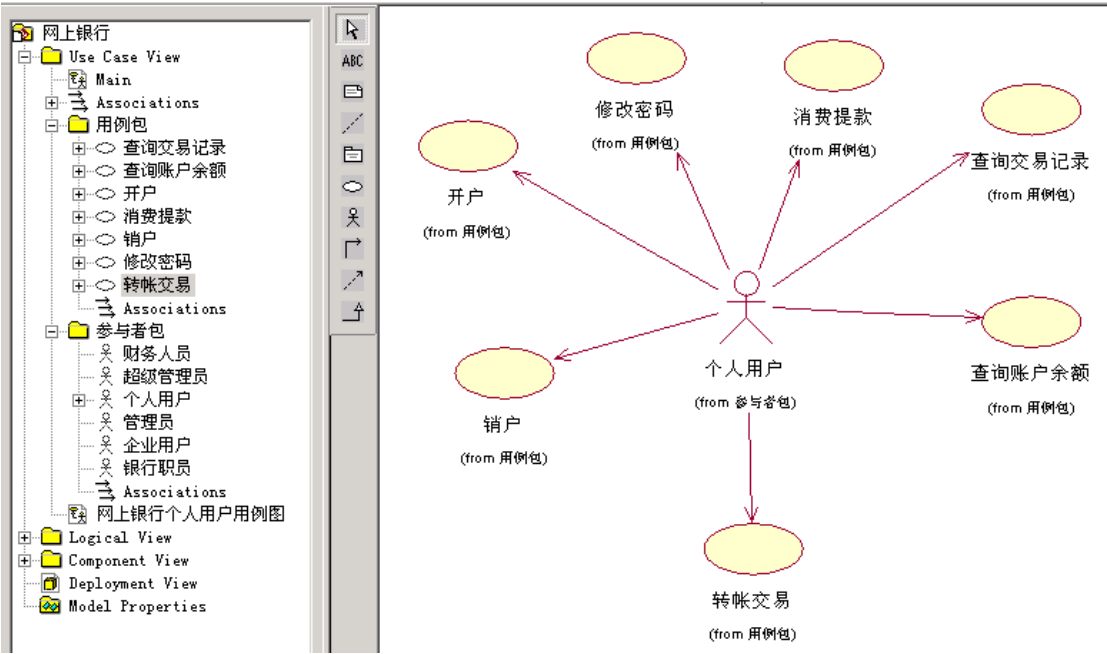 网上银行
Use Case View
Main
Associations
用例包
查询交易记录
查询账户余额
开户
消费提款
销户
修改密码
转帐交易
Associations
参与者包
财务人员
超级管理员
个人用户
管理员
企业用户
银行职员
Associations
网上银行个人用户用例图
Logical View
Component View
Deployment View
Model Properties
ABC
修改密码
(from 用例包)
消费提款
(from 用例包)
查询交易记录
(from 用例包)
开户
(from 用例包)
个人用户
(from 参与者包)
查询账户余额
(from 用例包)
销户
(from 用例包)
转帐交易
(from 用例包)